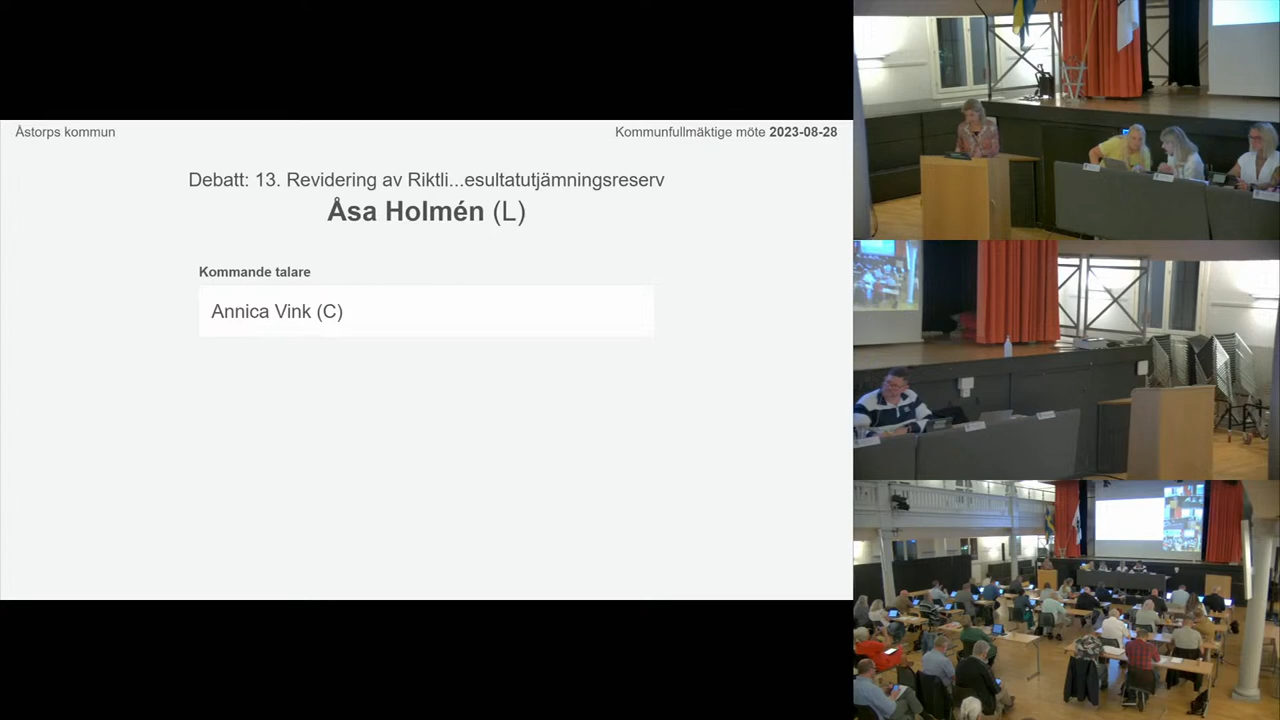 Åstorps kommun
Kommunfullmäktige möte 2023-08-28
Debatt: 13. Revidering av Riktli...esultatutjämningsreserv
Åsa Holmén (L)
Kommande talare
Annica Vink (C)